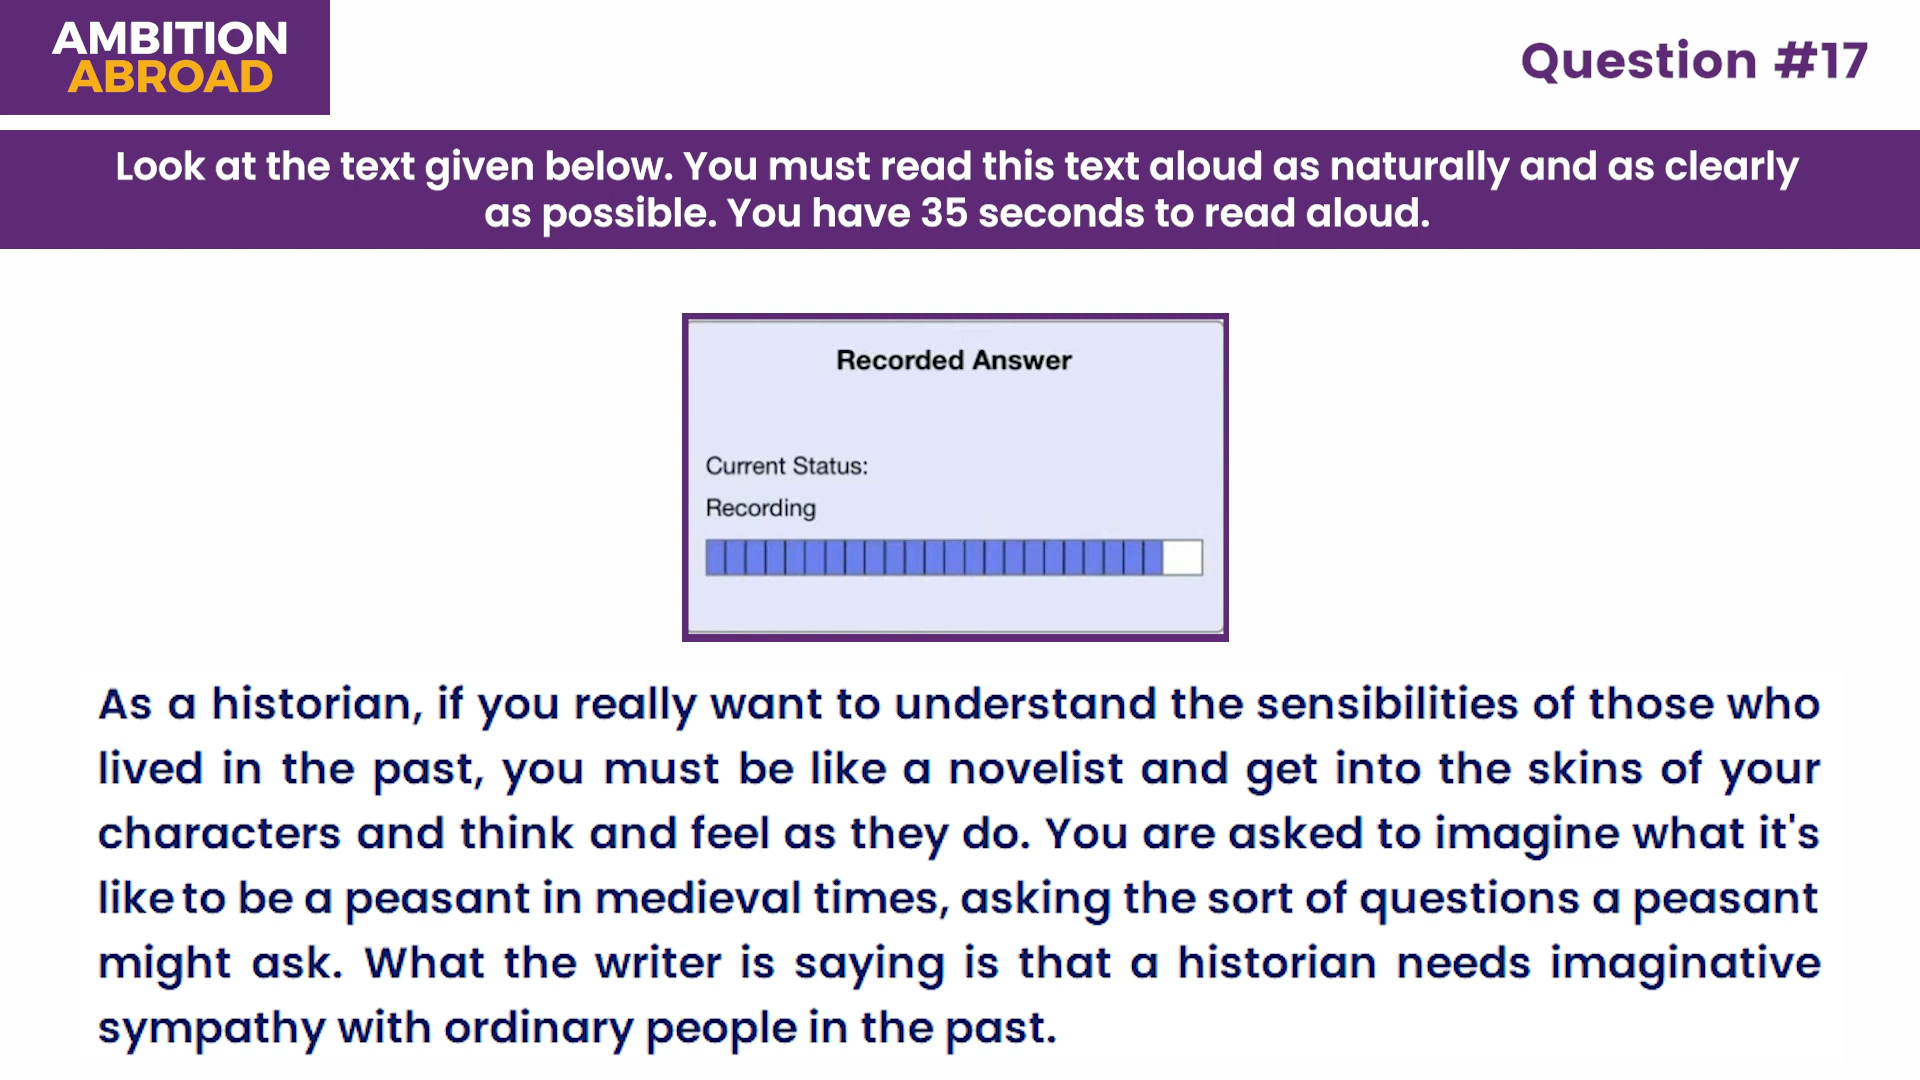 AMBITION
ABROAD
Question #17
Look at the text given below. You must read this text aloud as naturally and as clearly
as possible. You have 35 seconds to read aloud.
Recorded Answer
Current Status:
Recording
As a historian, if you really want to understand the sensibilities of those who
lived in the past, you must be like a novelist and get into the skins of your
characters and think and feel as they do. You are asked to imagine what it's
like to be a peasant in medieval times, asking the sort of questions a peasant
might ask. What the writer is saying is that a historian needs imaginative
sympathy with ordinary people in the past.